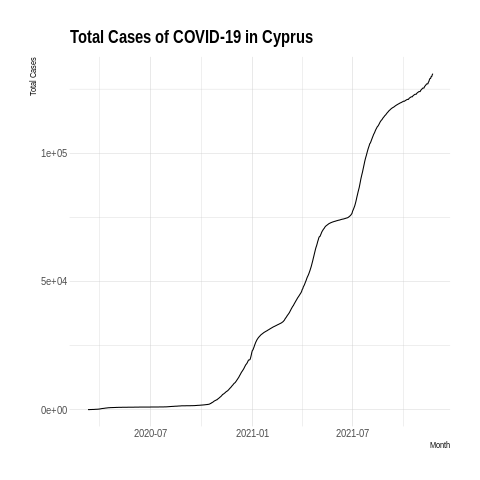 Total Cases of COVID-19 in Cyprus
Total Cases
1e+05
5e+04
0e+00
2020-07 2021-01 2021-07
Month